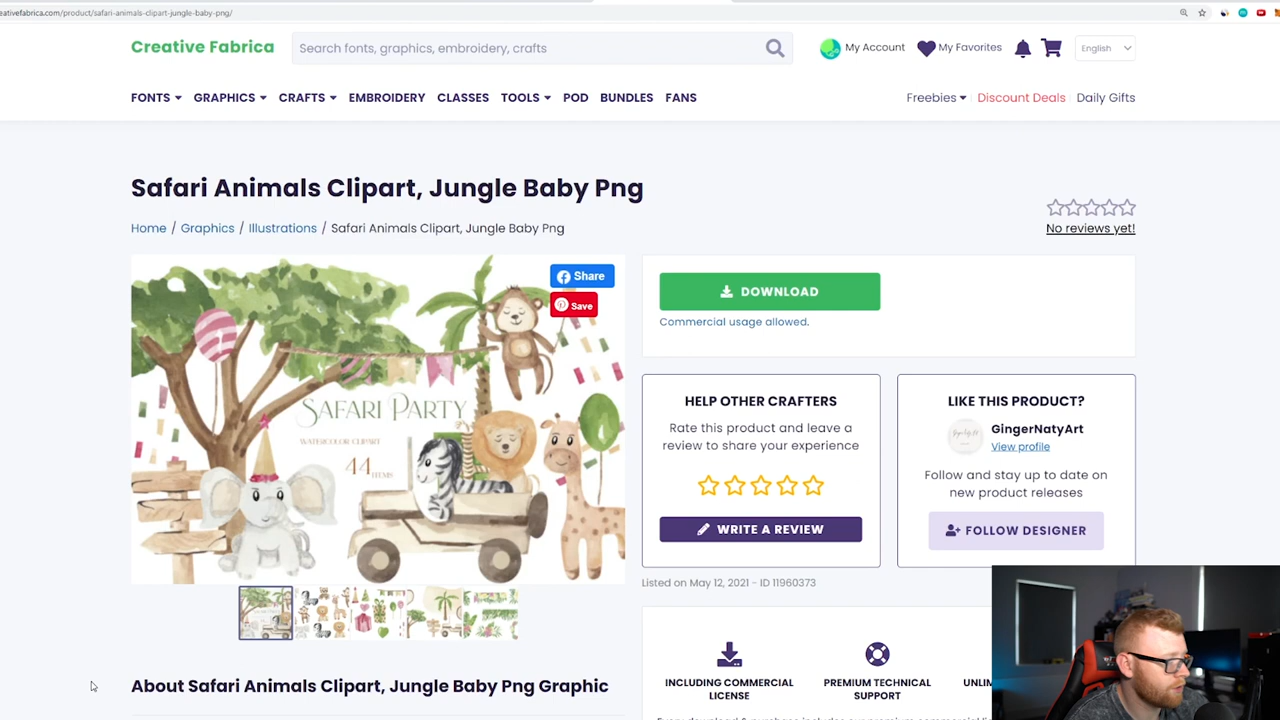 eativefabrica.com/product/safari-animals-clipart-jungle-baby-png/
Creative Fabrica
Search fonts, graphics, embroidery, crafts
My Account
My Favorites
English
FONTS
GRAPHICS
CRAFTS
EMBROIDERY
CLASSES
TOOLS
POD
BUNDLES
FANS
Freebies
Discount Deals
Daily Gifts
Safari Animals Clipart, Jungle Baby Png
Home / Graphics / Illustrations / Safari Animals Clipart, Jungle Baby Png
No reviews yet!
Share
Save
SAFARI PARTY
WATERCOLOR CLIPART
44
ITEMS
DOWNLOAD
Commercial usage allowed.
HELP OTHER CRAFTERS
Rate this product and leave a
review to share your experience
WRITE A REVIEW
LIKE THIS PRODUCT?
GingerNatyArt
View profile
Follow and stay up to date on
new product releases
FOLLOW DESIGNER
Listed on May 12, 2021 - ID 11960373
INCLUDING COMMERCIAL
LICENSE
PREMIUM TECHNICAL
SUPPORT
About Safari Animals Clipart, Jungle Baby Png Graphic